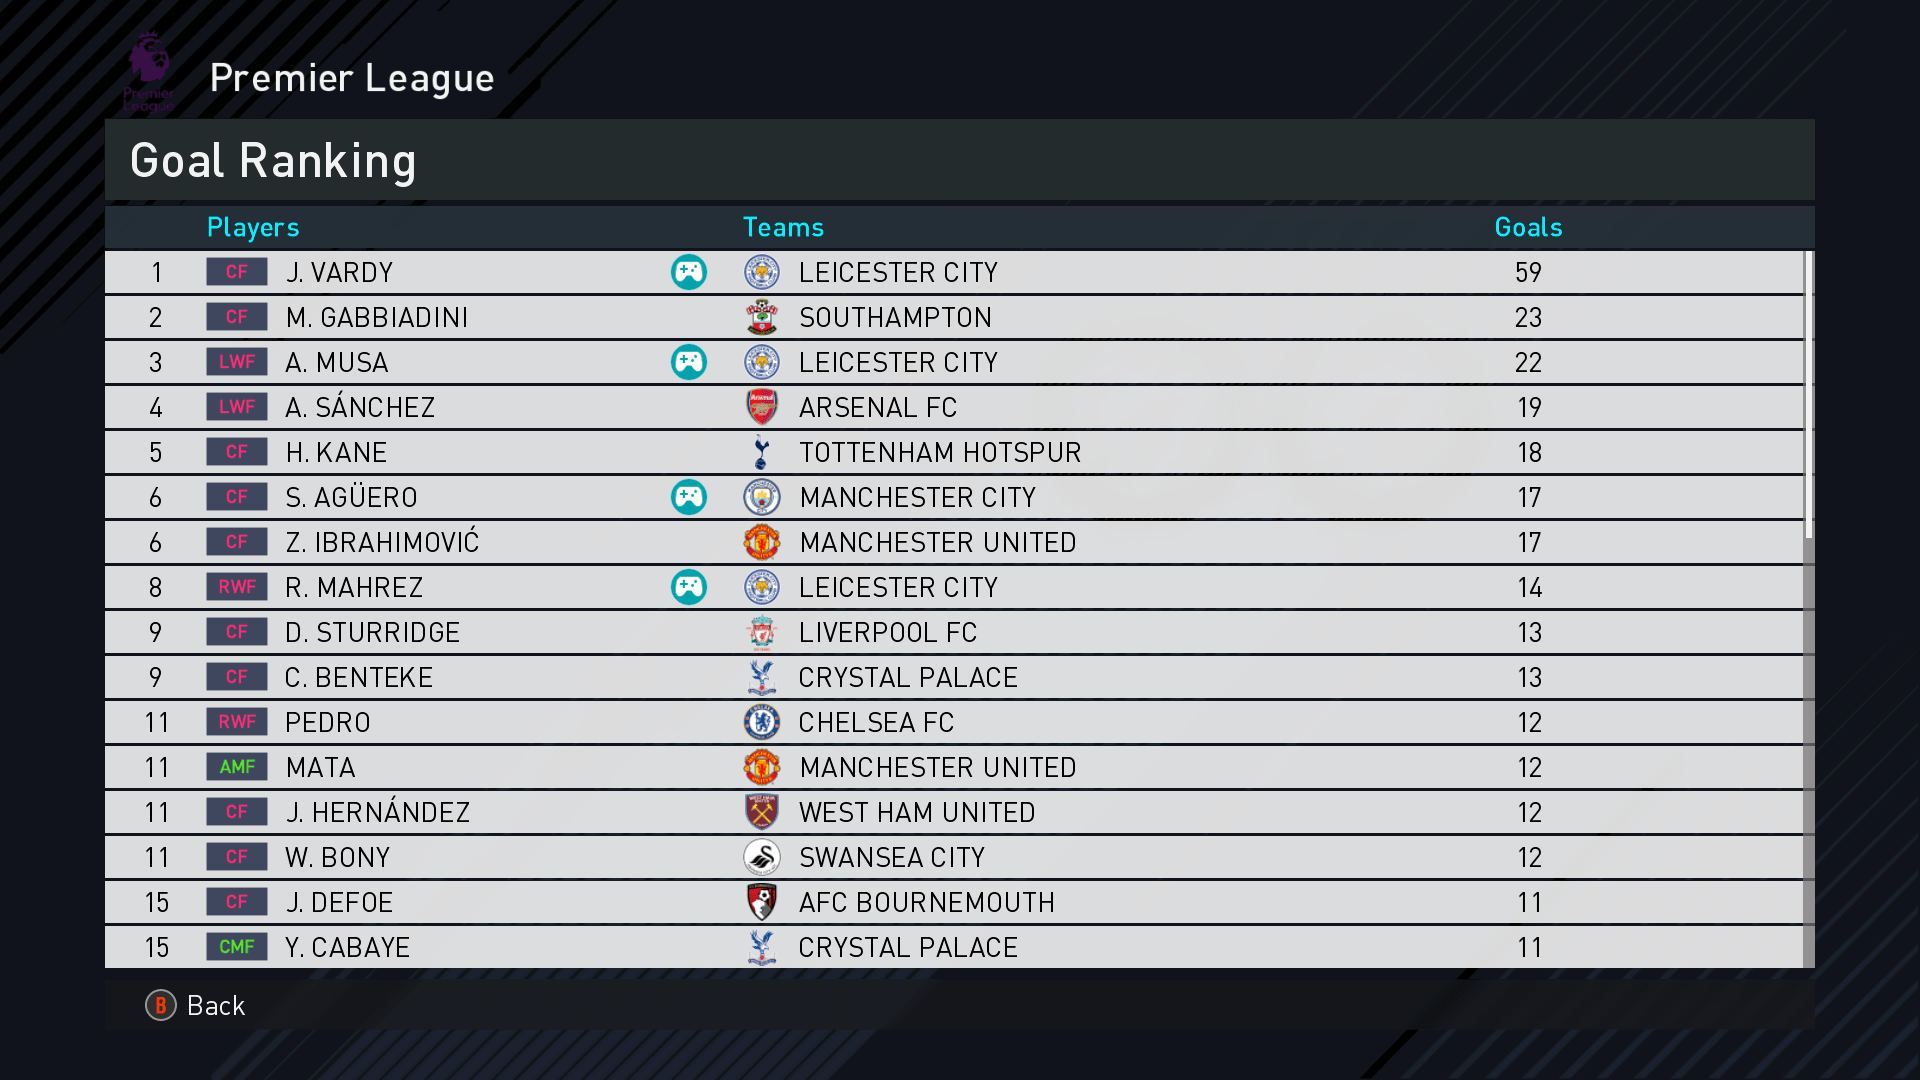 Premier
League
Premier League
Goal Ranking
Players Teams Goals
1 CF J. VARDY LEICESTER CITY 59
2 CF M. GABBIADINI SOUTHAMPTON 23
3 LWF A. MUSA LEICESTER CITY 22
4 LWF A. SÁNCHEZ ARSENAL FC 19
5 CF H. KANE TOTTENHAM HOTSPUR 18
6 CF S. AGÜERO MANCHESTER CITY 17
6 CF Z. IBRAHIMOVIĆ MANCHESTER UNITED 17
8 RWF R. MAHREZ LEICESTER CITY 14
9 CF D. STURRIDGE LIVERPOOL FC 13
9 CF C. BENTEKE CRYSTAL PALACE 13
11 RWF PEDRO CHELSEA FC 12
11 AMF MATA MANCHESTER UNITED 12
11 CF J. HERNÁNDEZ WEST HAM UNITED 12
11 CF W. BONY SWANSEA CITY 12
15 CF J. DEFOE AFC BOURNEMOUTH 11
15 CMF Y. CABAYE CRYSTAL PALACE 11
B Back